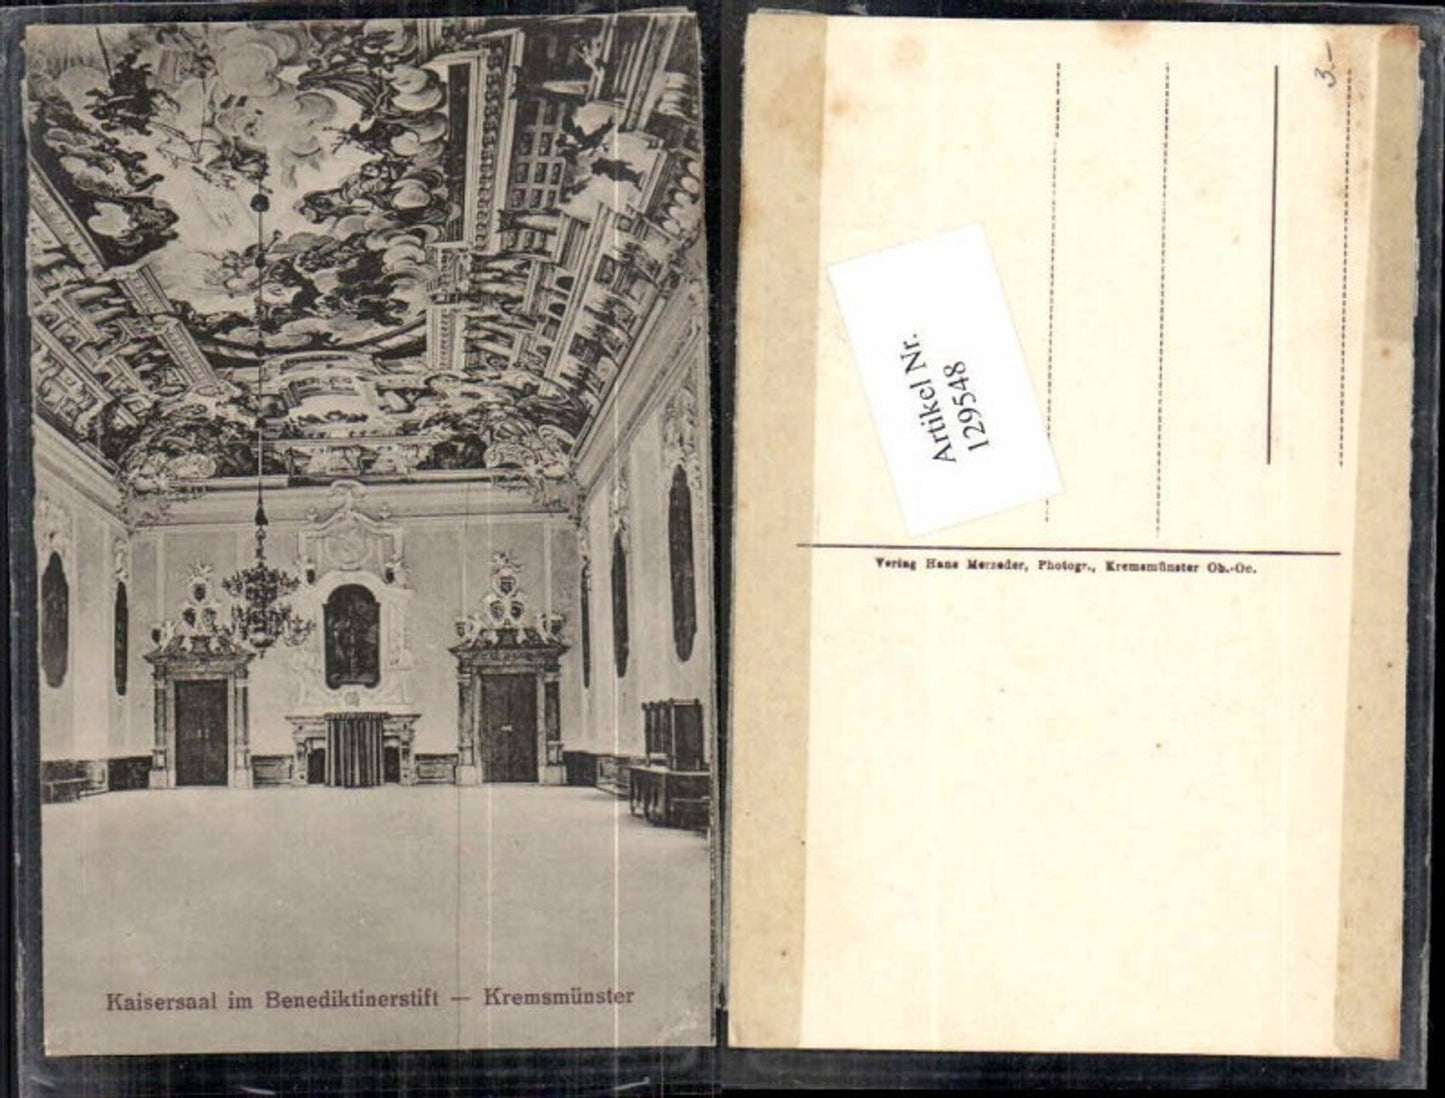 Kaisersaal im Benediktinerstift — Kremsmünster
3.-
Artikel Nr.
129548
Verlag Hans Merzeder, Photogr., Kremsmünster Ob.-Oe.